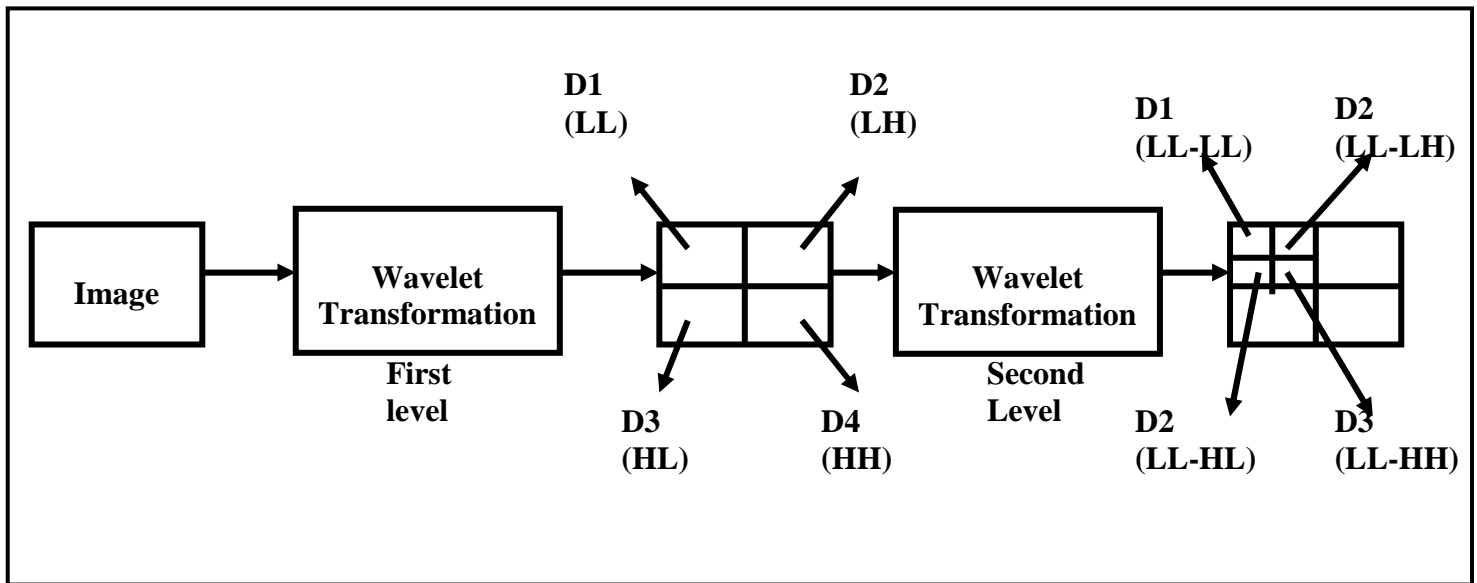 D1
(LL)
D2
(LH)
D1
(LL-LL)
D2
(LL-LH)
Image
Wavelet
Transformation
First
level
D3
(HL)
D4
(HH)
Wavelet
Transformation
Second
Level
D2
(LL-HL)
D3
(LL-HH)